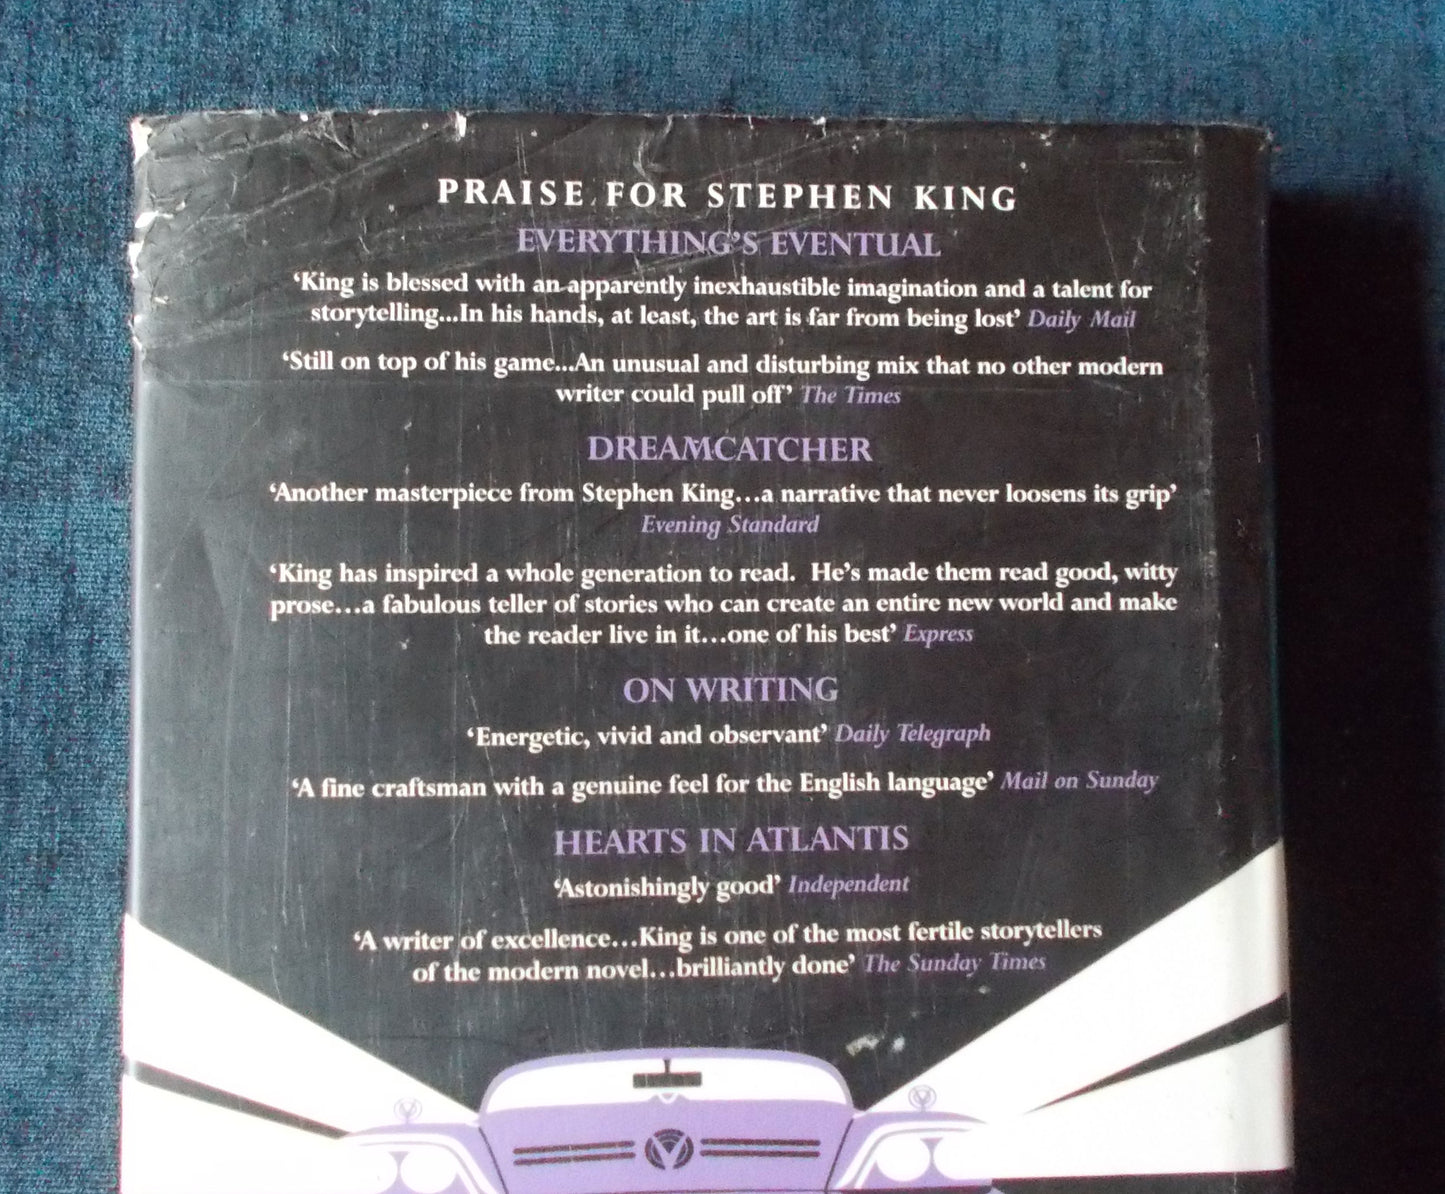 PRAISE FOR STEPHEN KING
EVERYTHING'S EVENTUAL
‘King is blessed with an apparently inexhaustible imagination and a talent for
storytelling...In his hands, at least, the art is far from being lost’ Daily Mail
‘Still on top of his game...An unusual and disturbing mix that no other modern
writer could pull off’ The Times
DREAMCATCHER
‘Another masterpiece from Stephen King...a narrative that never loosens its grip’
Evening Standard
‘King has inspired a whole generation to read. He’s made them read good, witty
prose...a fabulous teller of stories who can create an entire new world and make
the reader live in it...one of his best’ Express
ON WRITING
‘Energetic, vivid and observant’ Daily Telegraph
‘A fine craftsman with a genuine feel for the English language’ Mail on Sunday
HEARTS IN ATLANTIS
‘Astonishingly good’ Independent
‘A writer of excellence...King is one of the most fertile storytellers
of the modern novel...brilliantly done’ The Sunday Times